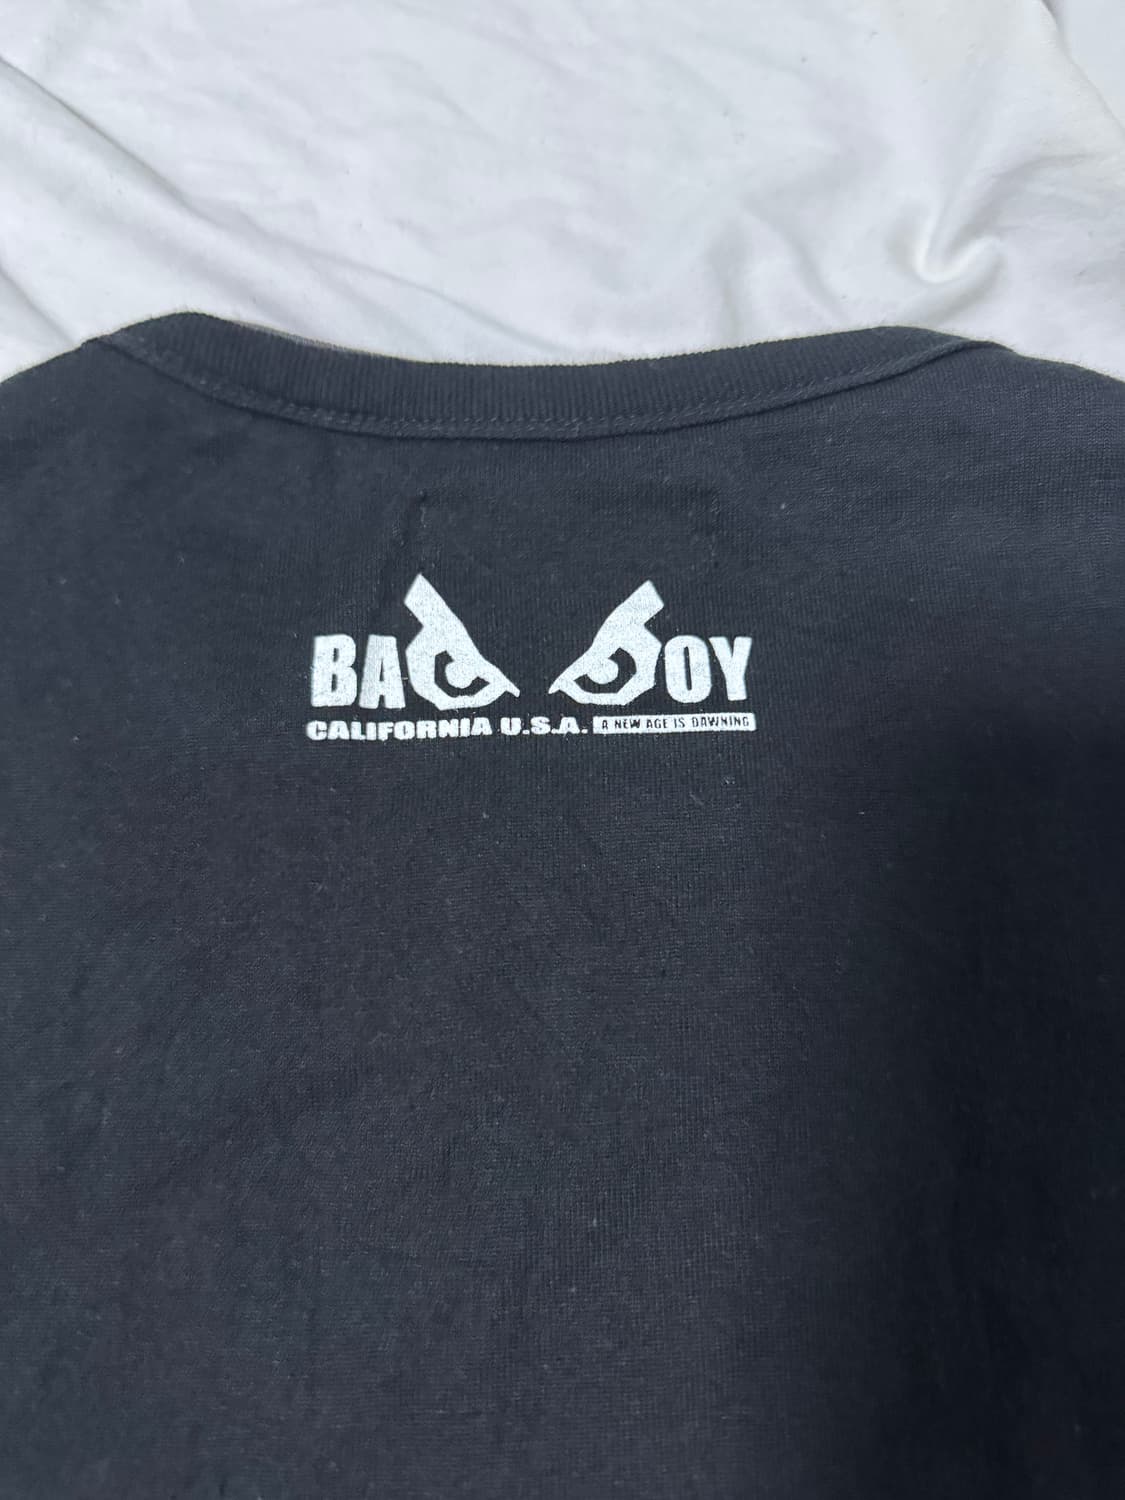 BAD BOY
CALIFORNIA U.S.A. A NEW AGE IS DAWNING